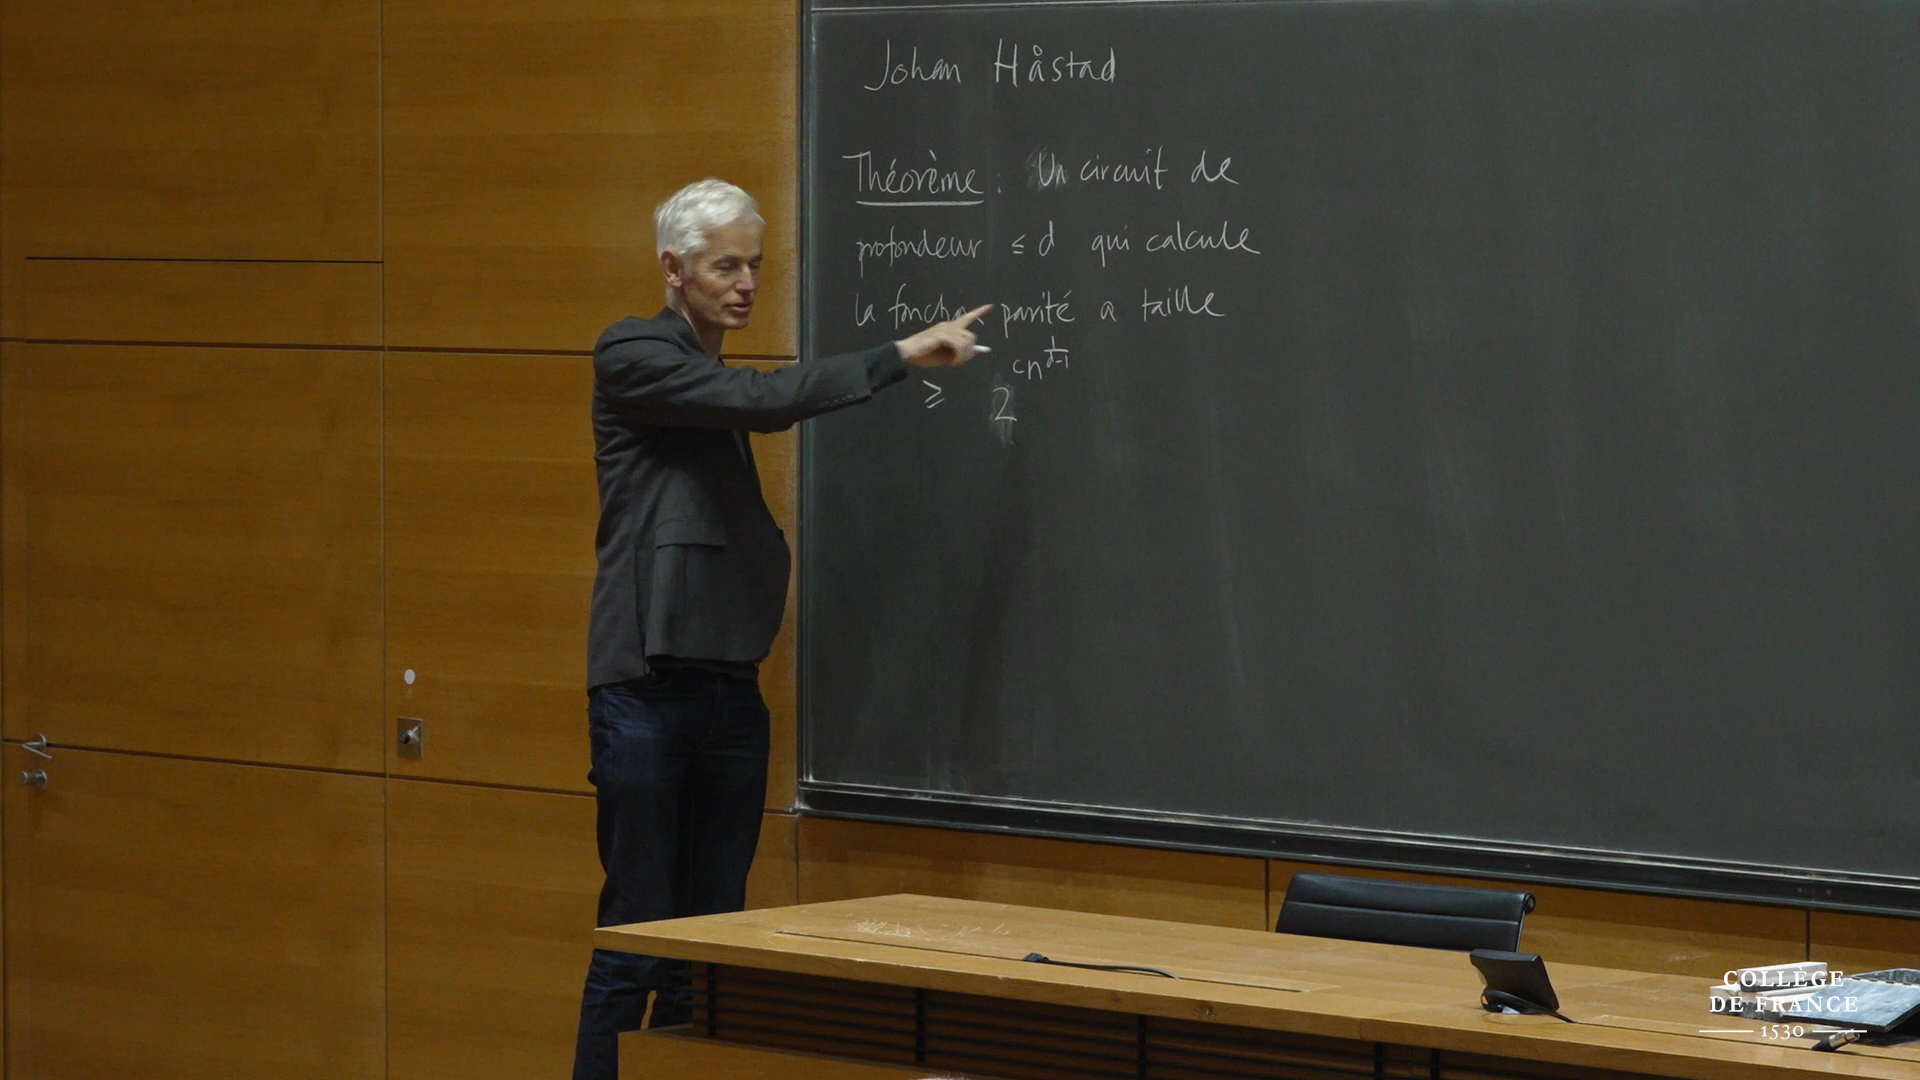 Johan Håstad
Théorème : Un circuit de
profondeur ≤ d qui calcule
la fonction parité a taille
≥ 2^{cn^{\frac{1}{d-1}}}
COLLÈGE
DE FRANCE
1530